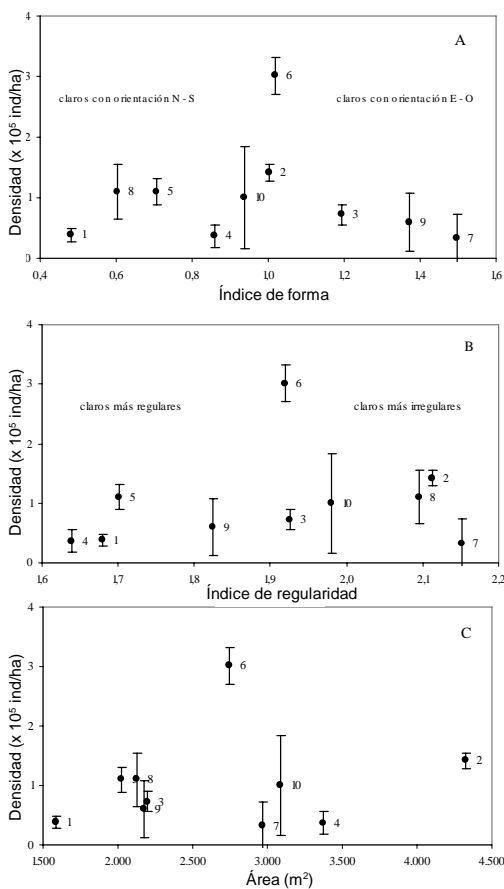 A
4
claros con orientación N - S
claros con orientación E - O
6
3
2
1
0
Densidad (x 10⁵ ind/ha)
1
8
5
4
10
2
3
9
7
0,4 0,6 0,8 1,0 1,2 1,4 1,6
Índice de forma
B
4
claros más regulares
claros más irregulares
6
3
2
1
0
Densidad (x 10⁵ ind/ha)
4
1
5
9
3
10
8
2
7
1,6 1,7 1,8 1,9 2,0 2,1 2,2
Índice de regularidad
C
4
6
3
2
1
0
Densidad (x 10⁵ ind/ha)
1
8
3
9
7
10
4
2
1.500 2.000 2.500 3.000 3.500 4.000 4.500
Área (m²)